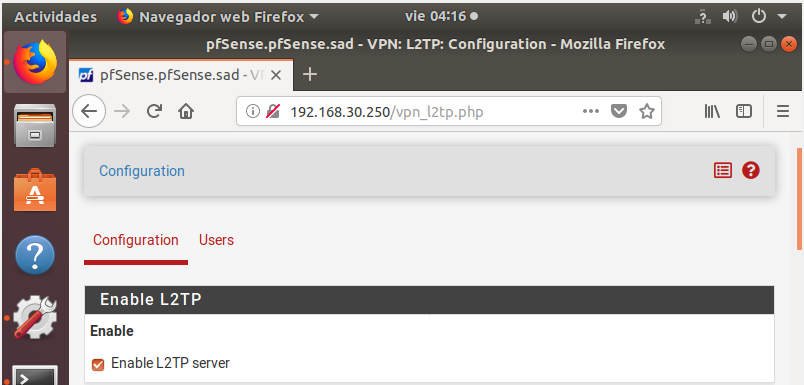 Actividades Navegador web Firefox vie 04:16
pfSense.pfSense.sad - VPN: L2TP: Configuration - Mozilla Firefox
pf pfSense.pfSense.sad - VP
192.168.30.250/vpn_l2tp.php
Configuration
Configuration Users
Enable L2TP
Enable
Enable L2TP server